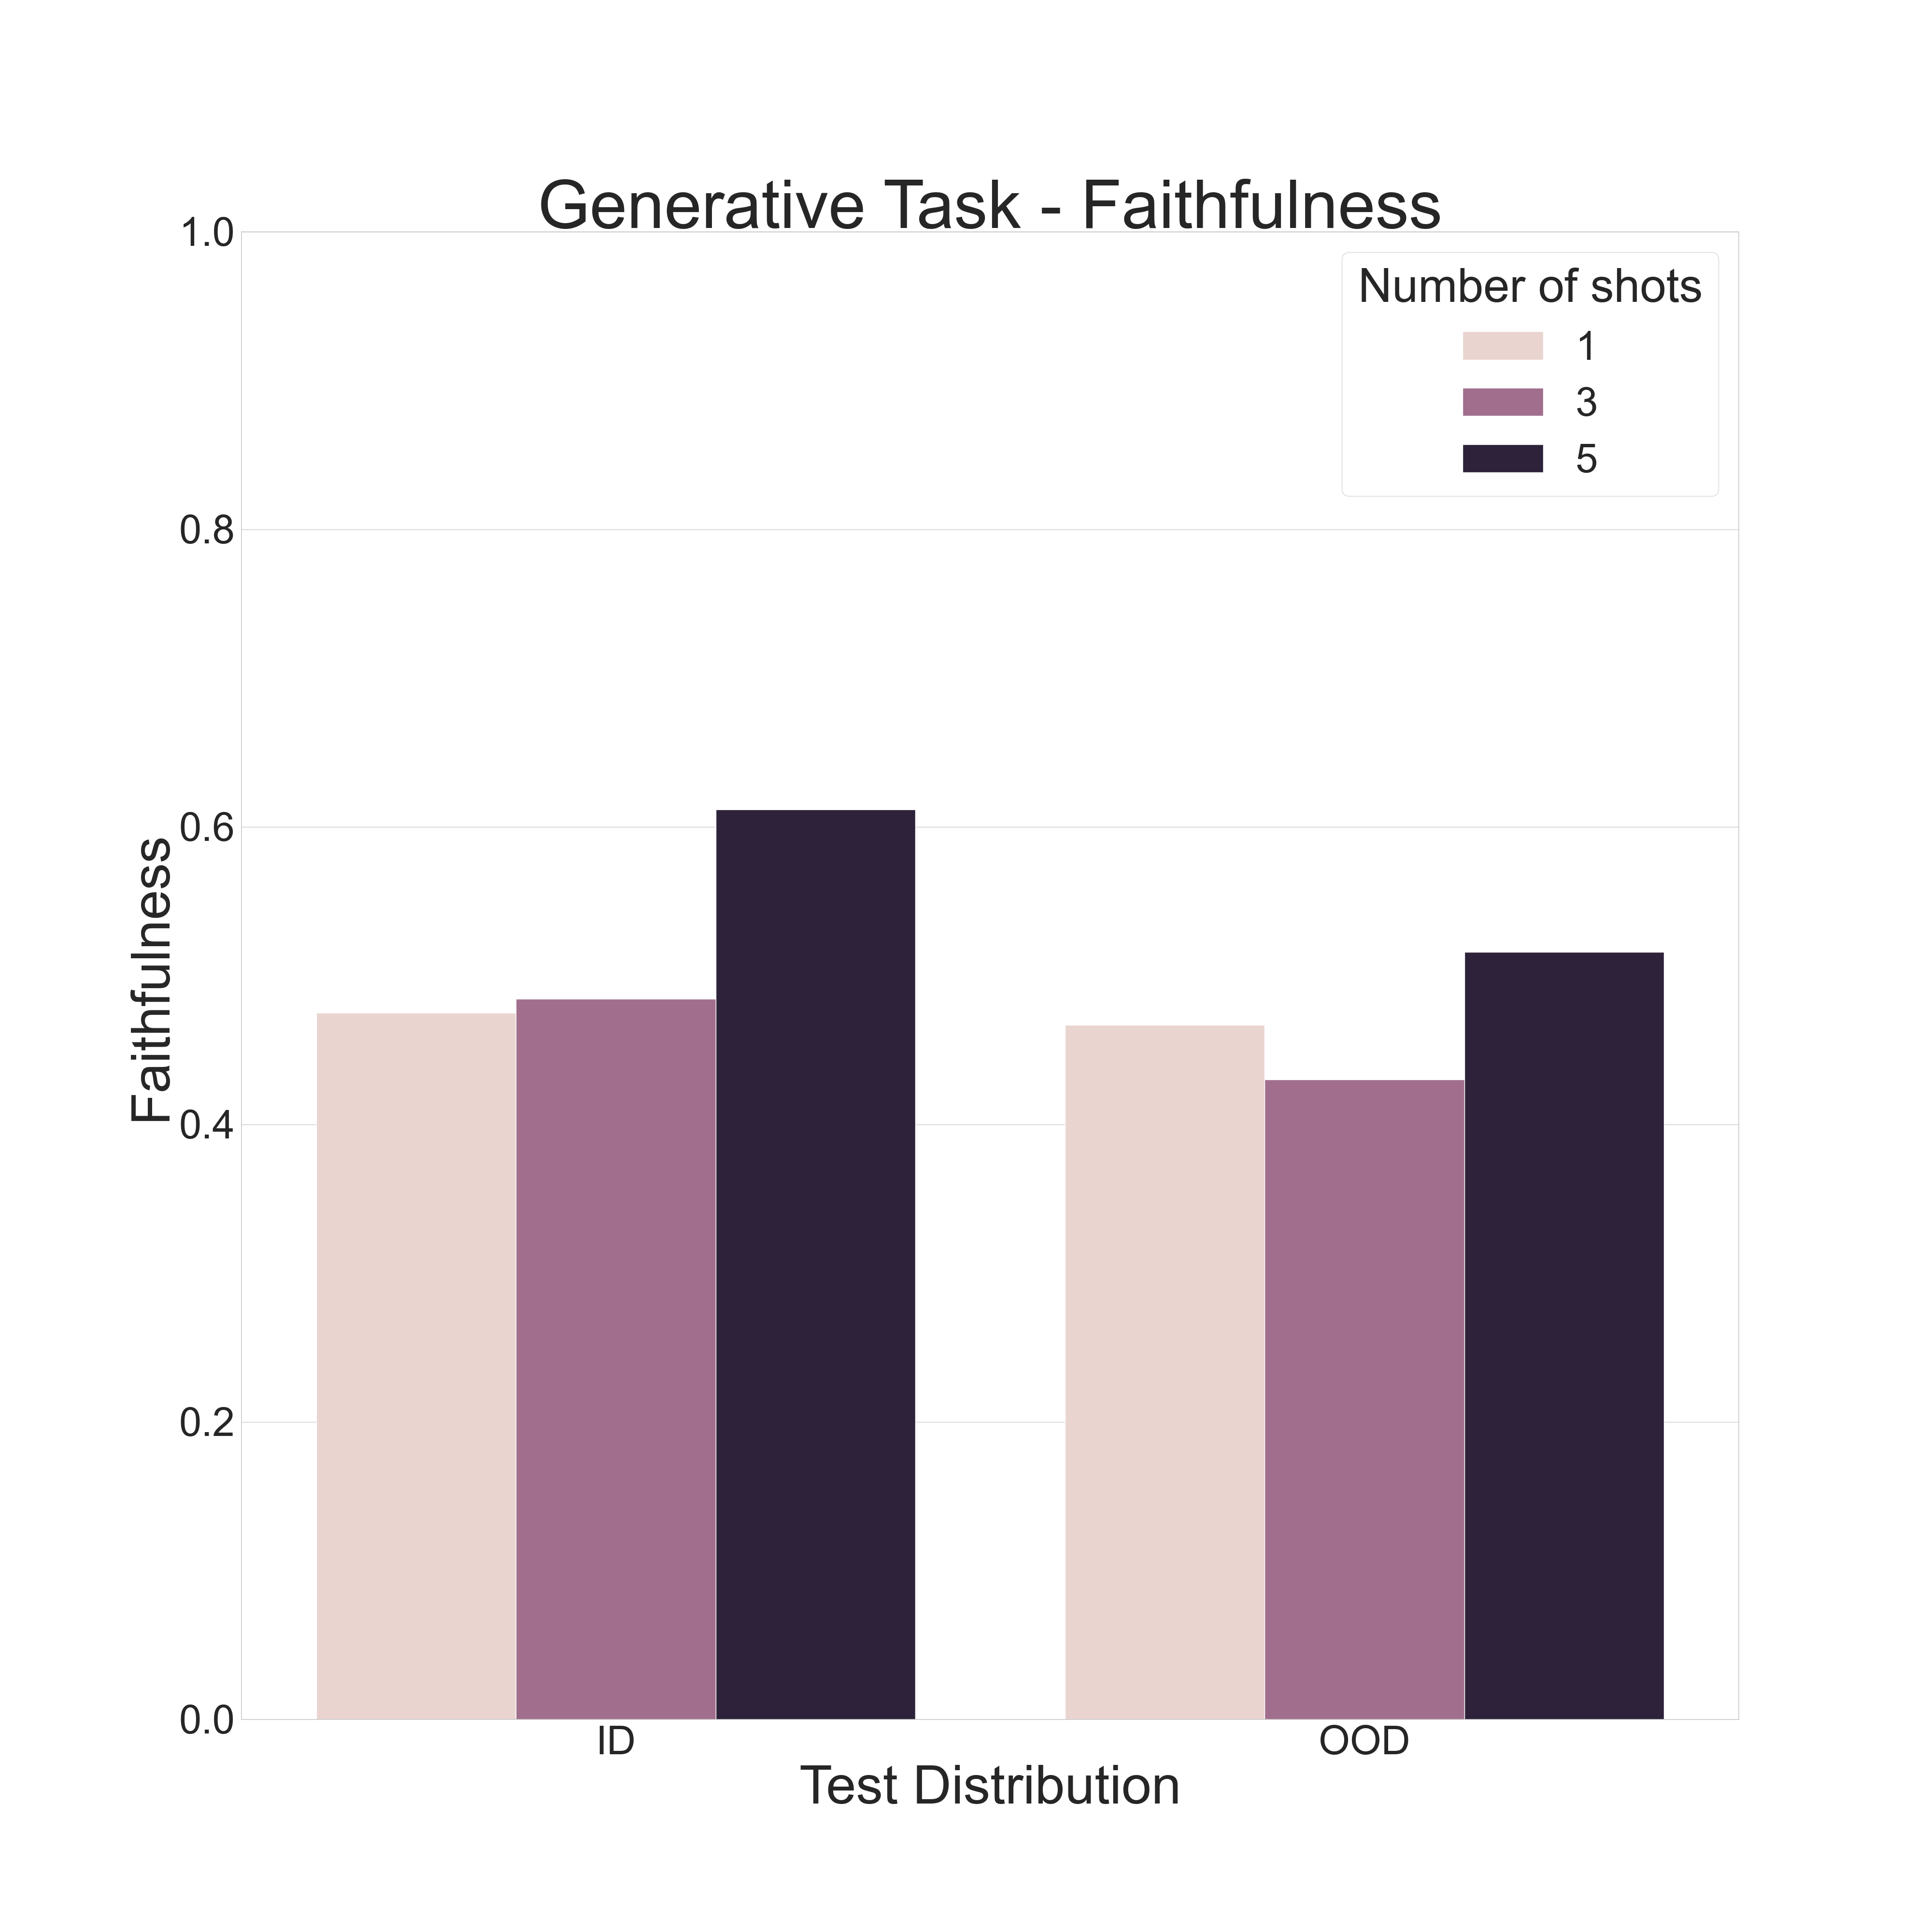 Generative Task - Faithfulness
1.0
Number of shots
1
3
5
0.8
0.6
0.4
0.2
0.0
Faithfulness
ID
OOD
Test Distribution